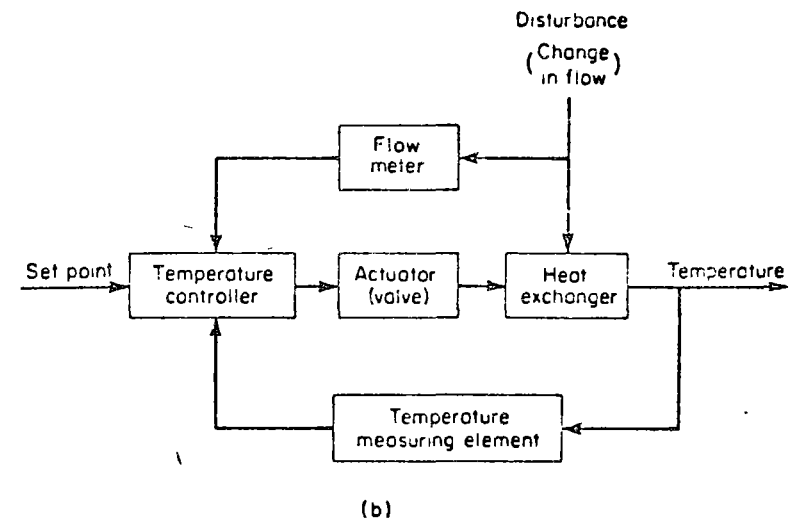 Disturbance
(Change
in flow)
Flow
meter
Set point
Temperature
controller
Actuator
(valve)
Heat
exchanger
Temperature
Temperature
measuring element
(b)